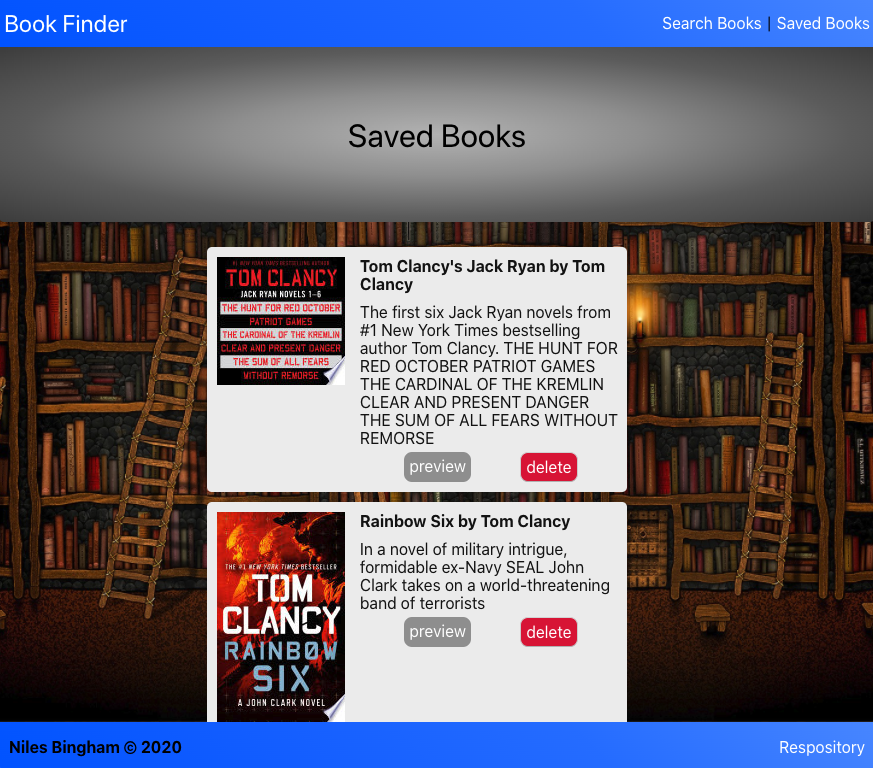 Book Finder
Search Books | Saved Books
Saved Books
#1 NEW YORK TIMES BESTSELLING AUTHOR
TOM CLANCY
JACK RYAN NOVELS 1-6
THE HUNT FOR RED OCTOBER
PATRIOT GAMES
THE CARDINAL OF THE KREMLIN
CLEAR AND PRESENT DANGER
THE SUM OF ALL FEARS
WITHOUT REMORSE
Tom Clancy's Jack Ryan by Tom
Clancy
The first six Jack Ryan novels from
#1 New York Times bestselling
author Tom Clancy. THE HUNT FOR
RED OCTOBER PATRIOT GAMES
THE CARDINAL OF THE KREMLIN
CLEAR AND PRESENT DANGER
THE SUM OF ALL FEARS WITHOUT
REMORSE
preview
delete
THE #1 NEW YORK TIMES BESTSELLER
TOM
CLANCY
RAINBOW
SIX
A JOHN CLARK NOVEL
Rainbow Six by Tom Clancy
In a novel of military intrigue,
formidable ex-Navy SEAL John
Clark takes on a world-threatening
band of terrorists
preview
delete
Niles Bingham © 2020
Respository